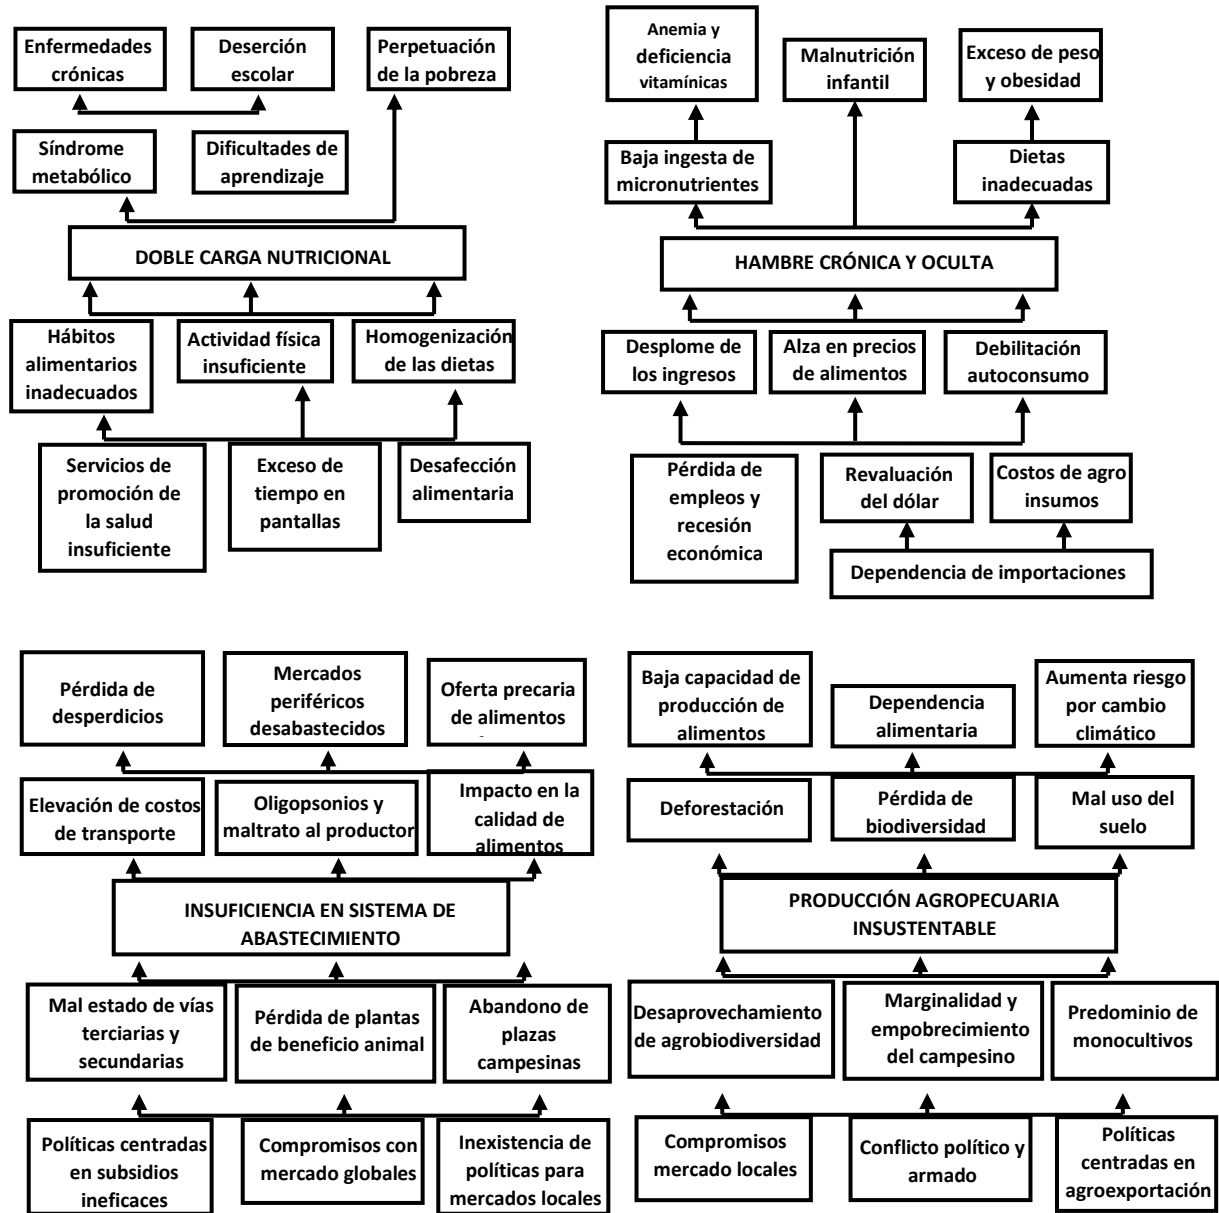 Enfermedades
crónicas
Deserción
escolar
Perpetuación
de la pobreza
Síndrome
metabólico
Dificultades de
aprendizaje
DOBLE CARGA NUTRICIONAL
Hábitos
alimentarios
inadecuados
Actividad física
insuficiente
Homogenización
de las dietas
Servicios de
promoción de
la salud
insuficiente
Exceso de
tiempo en
pantallas
Desafección
alimentaria
Anemia y
deficiencia
vitamínicas
Malnutrición
infantil
Exceso de peso
y obesidad
Baja ingesta de
micronutrientes
Dietas
inadecuadas
HAMBRE CRÓNICA Y OCULTA
Desplome de
los ingresos
Alza en precios
de alimentos
Debilitación
autoconsumo
Pérdida de
empleos y
recesión
económica
Revaluación
del dólar
Costos de agro
insumos
Dependencia de importaciones
Pérdida de
desperdicios
Mercados
periféricos
desabastecidos
Oferta precaria
de alimentos
Elevación de costos
de transporte
Oligopsonios y
maltrato al productor
Impacto en la
calidad de
alimentos
INSUFICIENCIA EN SISTEMA DE
ABASTECIMIENTO
Mal estado de vías
terciarias y
secundarias
Pérdida de plantas
de beneficio animal
Abandono de
plazas
campesinas
Políticas centradas
en subsidios
ineficaces
Compromisos con
mercado globales
Inexistencia de
políticas para
mercados locales
Baja capacidad de
producción de
alimentos
Dependencia
alimentaria
Aumenta riesgo
por cambio
climático
Deforestación
Pérdida de
biodiversidad
Mal uso del
suelo
PRODUCCIÓN AGROPECUARIA
INSUSTENTABLE
Desaprovechamiento
de agrobiodiversidad
Marginalidad y
empobrecimiento
del campesino
Predominio de
monocultivos
Compromisos
mercado locales
Conflicto político y
armado
Políticas
centradas en
agroexportación